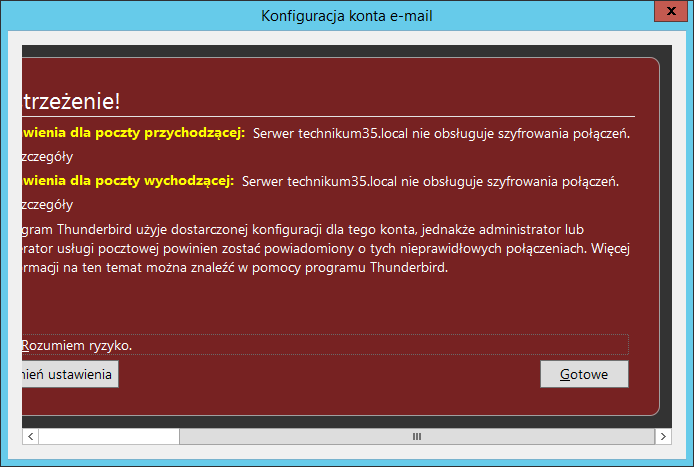 Konfiguracja konta e-mail
x
trzeżenie!
wienia dla poczty przychodzącej: Serwer technikum35.local nie obsługuje szyfrowania połączeń.
zczegóły
wienia dla poczty wychodzącej: Serwer technikum35.local nie obsługuje szyfrowania połączeń.
zczegóły
gram Thunderbird użyje dostarczonej konfiguracji dla tego konta, jednakże administrator lub
erator usługi pocztowej powinien zostać powiadomiony o tych nieprawidłowych połączeniach. Więcej
ormacji na ten temat można znaleźć w pomocy programu Thunderbird.
Rozumiem ryzyko.
nień ustawienia
Gotowe